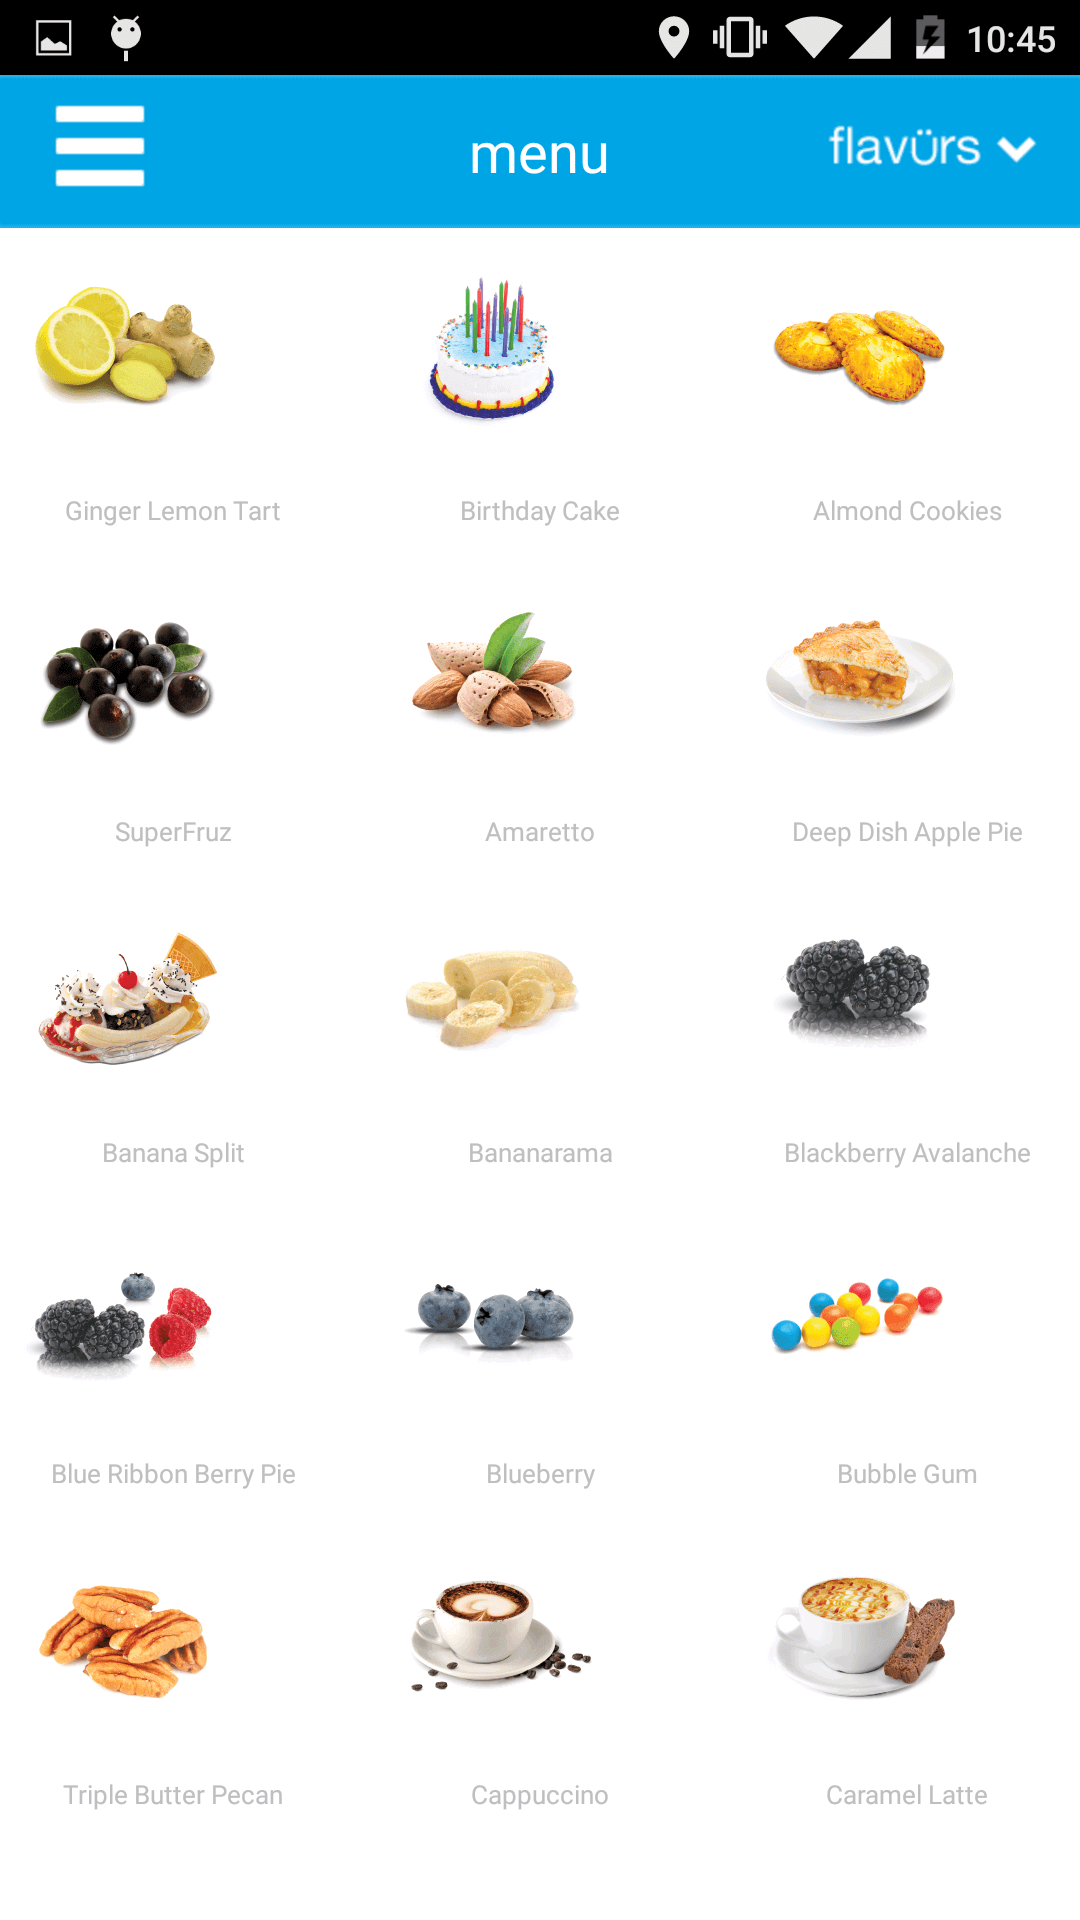 10:45
menu
flavürs
Ginger Lemon Tart
Birthday Cake
Almond Cookies
SuperFruz
Amaretto
Deep Dish Apple Pie
Banana Split
Bananarama
Blackberry Avalanche
Blue Ribbon Berry Pie
Blueberry
Bubble Gum
Triple Butter Pecan
Cappuccino
Caramel Latte